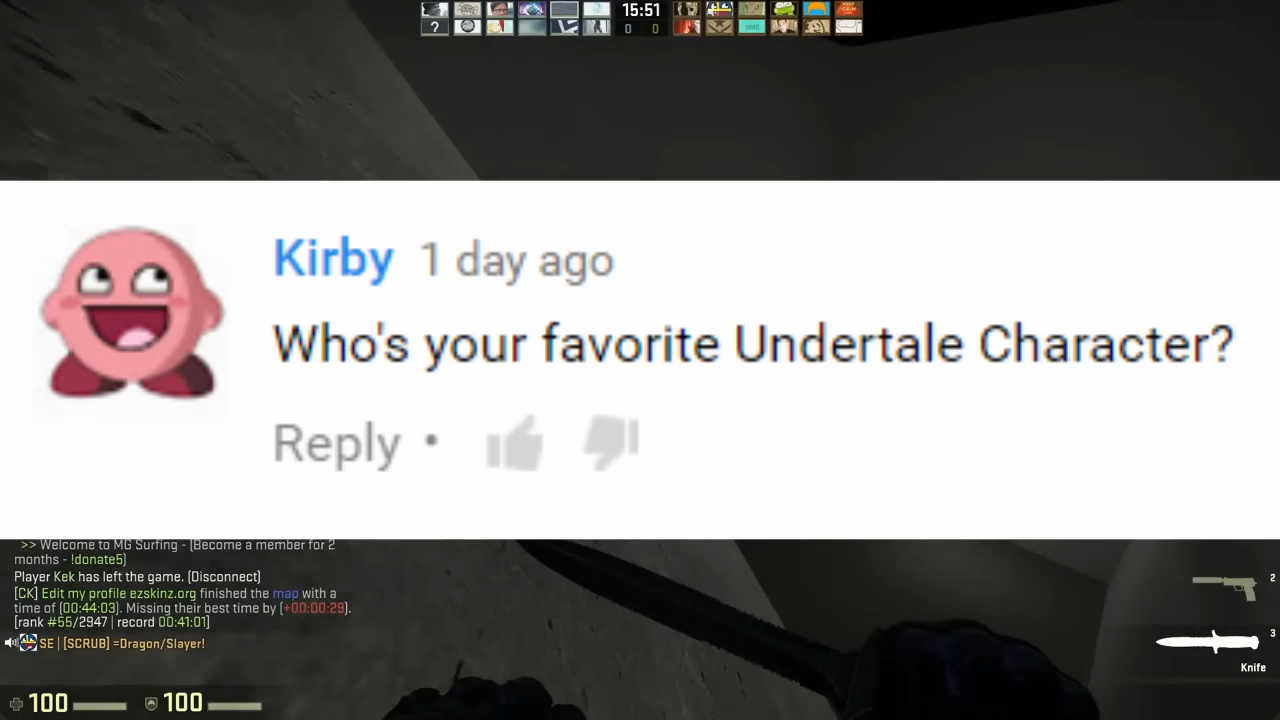 15:51
?
0 0
Kirby 1 day ago
Who's your favorite Undertale Character?
Reply •
>> Welcome to MG Surfing - (Become a member for 2
months - !donate5)
Player Kek has left the game. (Disconnect)
[CK] Edit my profile ezskinz.org finished the map with a
time of (00:44:03). Missing their best time by (+00:00:29).
[rank #55/2947 | record 00:41:01]
SE | [SCRUB] =Dragon/Slayer!
100 100
2
3
Knife